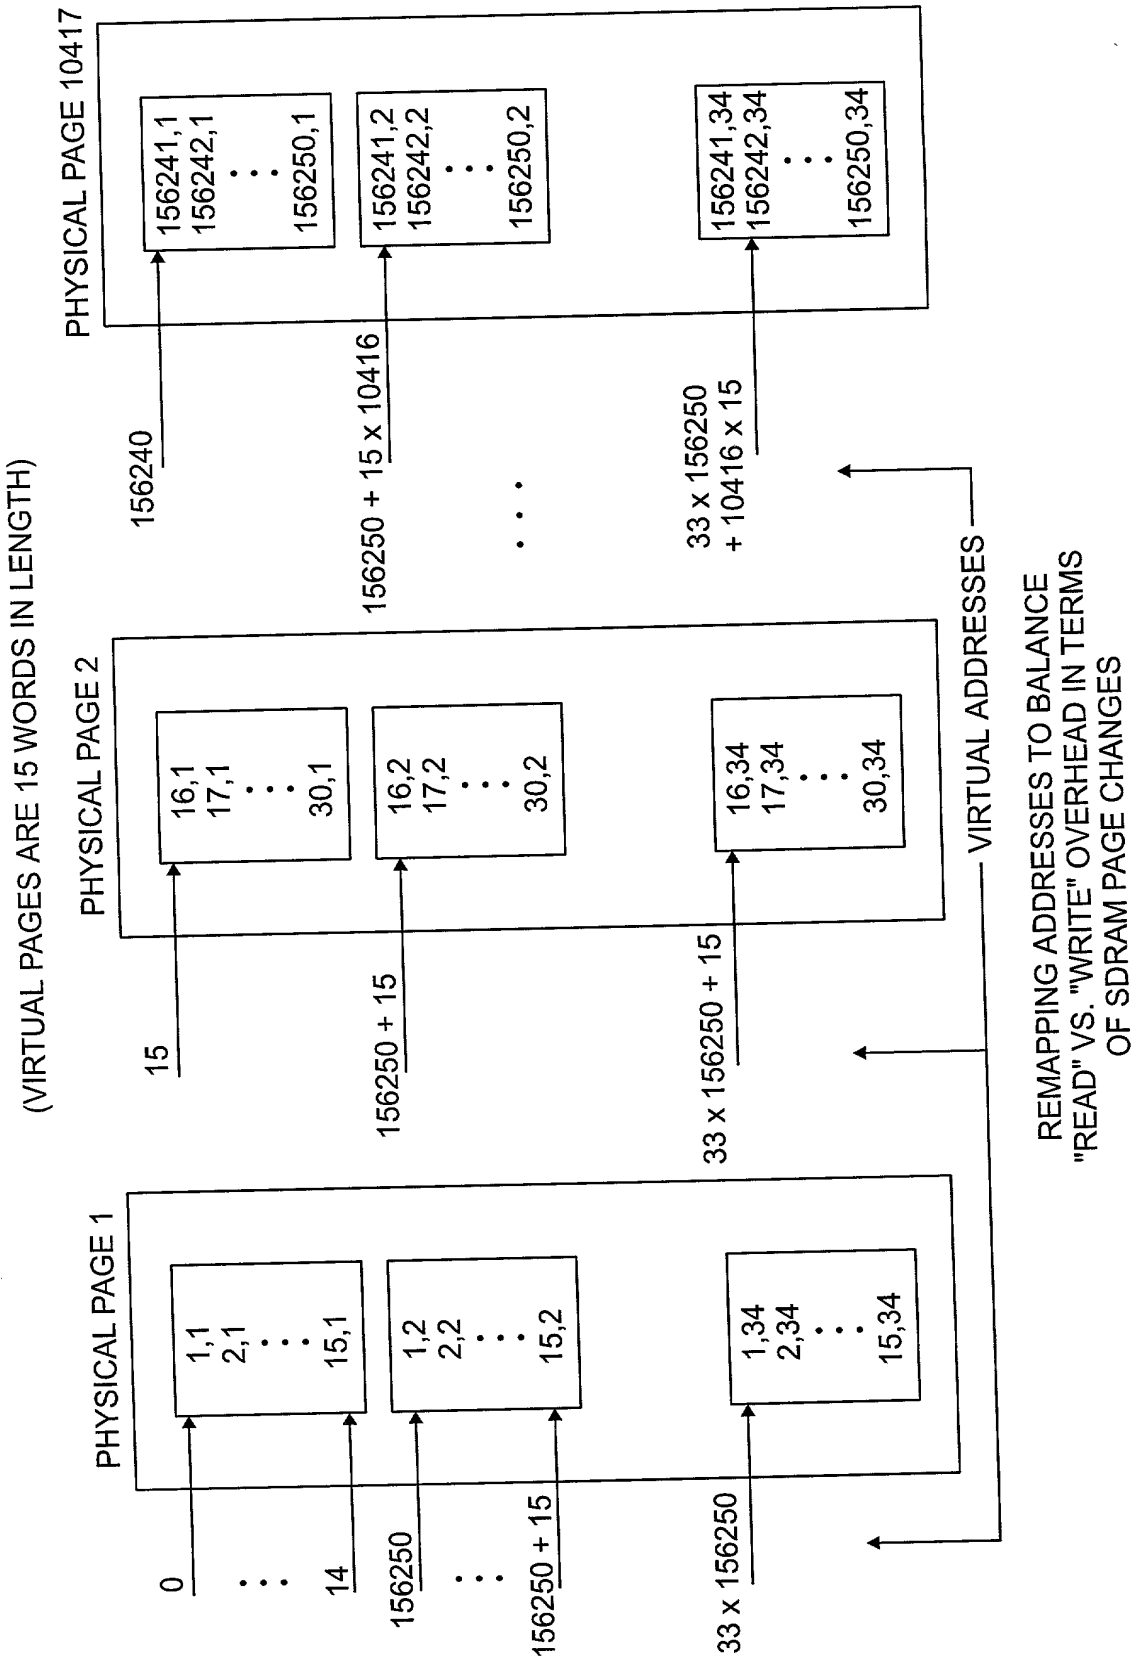 (VIRTUAL PAGES ARE 15 WORDS IN LENGTH)
PHYSICAL PAGE 1
0
14
156250
156250 + 15
33 x 156250
1,1
2,1
15,1
1,2
2,2
15,2
1,34
2,34
15,34
PHYSICAL PAGE 2
15
156250 + 15
33 x 156250 + 15
16,1
17,1
30,1
16,2
17,2
30,2
16,34
17,34
30,34
PHYSICAL PAGE 10417
156240
156250 + 15 x 10416
33 x 156250
+ 10416 x 15
156241,1
156242,1
156250,1
156241,2
156242,2
156250,2
156241,34
156242,34
156250,34
VIRTUAL ADDRESSES
REMAPPING ADDRESSES TO BALANCE
"READ" VS. "WRITE" OVERHEAD IN TERMS
OF SDRAM PAGE CHANGES